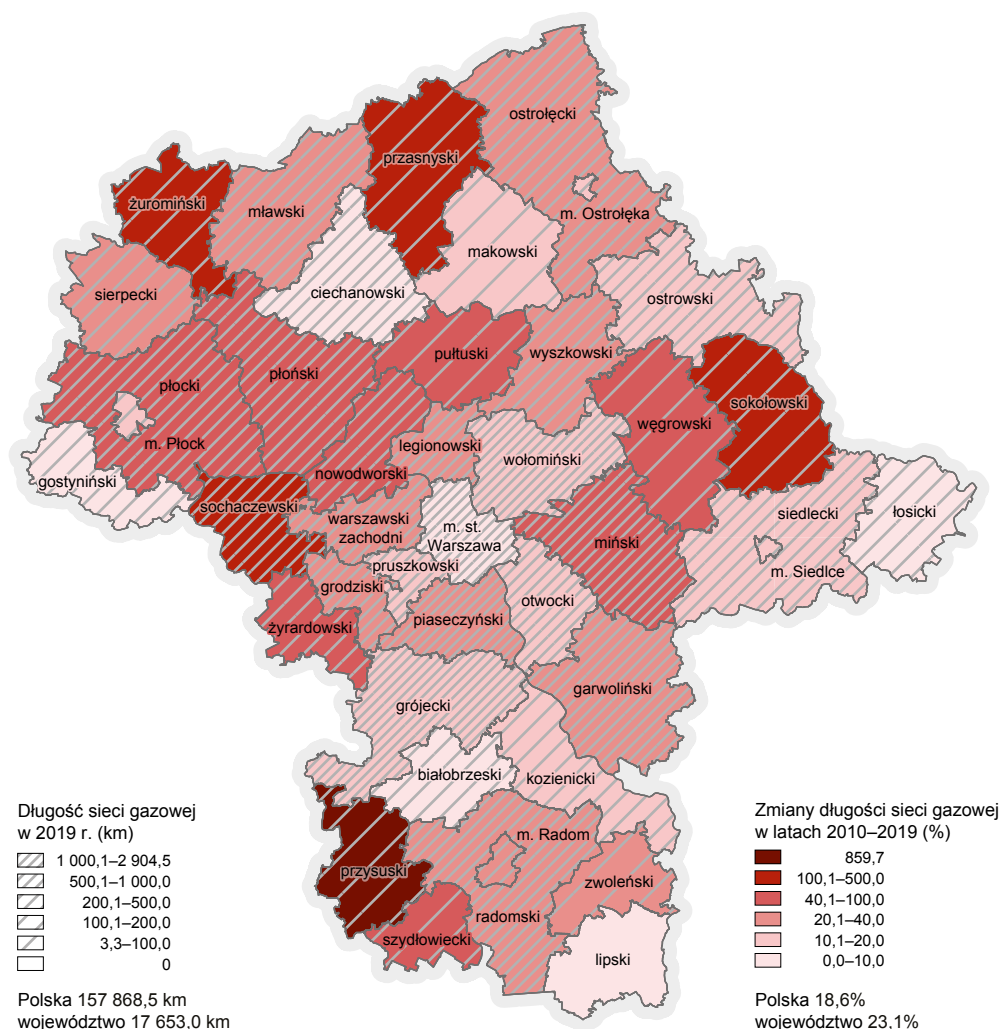 ostrołęcki
przasnyski
żuromiński
mławski
m. Ostrołęka
makowski
ciechanowski
sierpecki
ostrowski
pułtuski
wyszkowski
płoński
płocki
sokołowski
węgrowski
m. Płock
legionowski
wołomiński
gostyniński
nowodworski
sochaczewski
siedlecki
łosicki
warszawski
zachodni
m. st.
Warszawa
miński
pruszkowski
m. Siedlce
grodziski
otwocki
piaseczyński
żyrardowski
garwoliński
grójecki
białobrzeski
kozienicki
m. Radom
przysuski
zwoleński
radomski
szydłowiecki
lipski
Długość sieci gazowej
w 2019 r. (km)
1 000,1–2 904,5
500,1–1 000,0
200,1–500,0
100,1–200,0
3,3–100,0
0
Polska 157 868,5 km
województwo 17 653,0 km
Zmiany długości sieci gazowej
w latach 2010–2019 (%)
859,7
100,1–500,0
40,1–100,0
20,1–40,0
10,1–20,0
0,0–10,0
Polska 18,6%
województwo 23,1%